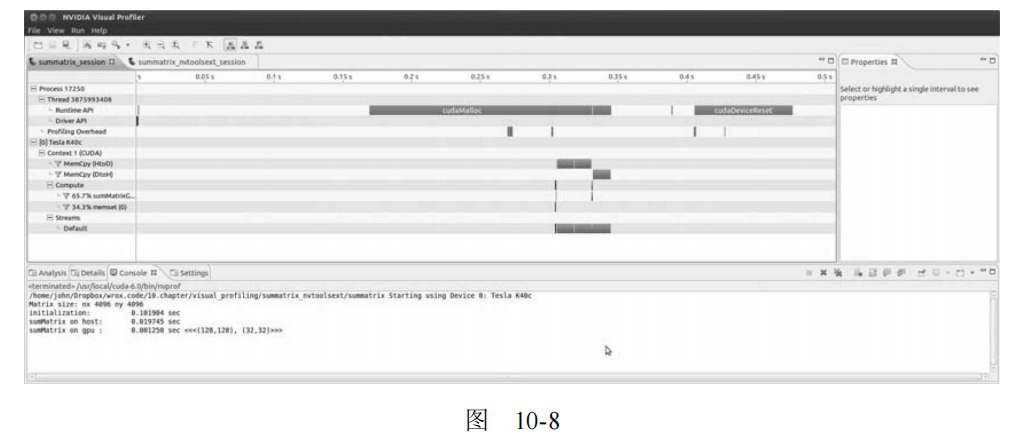 NVIDIA Visual Profiler
File View Run Help
summatrix_session
summatrix_nvtoolsext_session
Properties
s 0.05 s 0.1 s 0.15 s 0.2 s 0.25 s 0.3 s 0.35 s 0.4 s 0.45 s 0.5 s
Select or highlight a single interval to see
properties
Process 17250
Thread 3875993408
Runtime API
cudaMalloc
cudaDeviceReset
Driver API
Profiling Overhead
[0] Tesla K40c
Context 1 (CUDA)
MemCpy (HtoD)
MemCpy (DtoH)
Compute
65.7% sumMatrixG...
34.3% memset (0)
Streams
Default
Analysis Details Console Settings
<terminated> /usr/local/cuda-6.0/bin/nvprof
/home/john/Dropbox/wrox.code/10.chapter/visual_profiling/summatrix_nvtoolsext/summatrix Starting using Device 0: Tesla K40c
Matrix size: nx 4096 ny 4096
initialization: 0.101984 sec
sumMatrix on host: 0.019745 sec
sumMatrix on gpu : 0.001250 sec <<<(128,128), (32,32)>>>
图 10-8